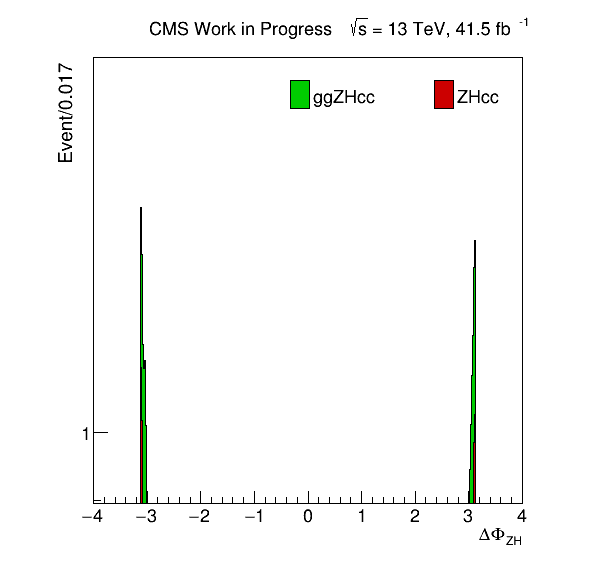 CMS Work in Progress √s = 13 TeV, 41.5 fb⁻¹
Event/0.017
ggZHcc ZHcc
1
−4 −3 −2 −1 0 1 2 3 4
ΔΦ_ZH